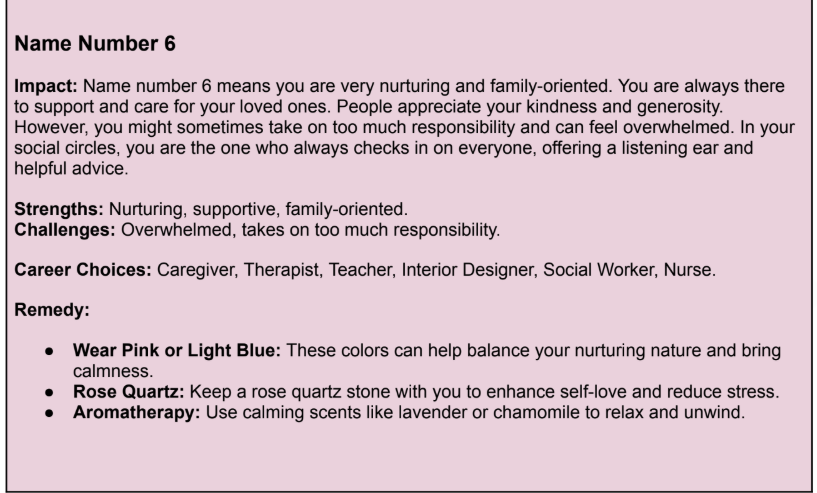 Name Number 6
Impact: Name number 6 means you are very nurturing and family-oriented. You are always there
to support and care for your loved ones. People appreciate your kindness and generosity.
However, you might sometimes take on too much responsibility and can feel overwhelmed. In your
social circles, you are the one who always checks in on everyone, offering a listening ear and
helpful advice.
Strengths: Nurturing, supportive, family-oriented.
Challenges: Overwhelmed, takes on too much responsibility.
Career Choices: Caregiver, Therapist, Teacher, Interior Designer, Social Worker, Nurse.
Remedy:
● Wear Pink or Light Blue: These colors can help balance your nurturing nature and bring
calmness.
● Rose Quartz: Keep a rose quartz stone with you to enhance self-love and reduce stress.
● Aromatherapy: Use calming scents like lavender or chamomile to relax and unwind.